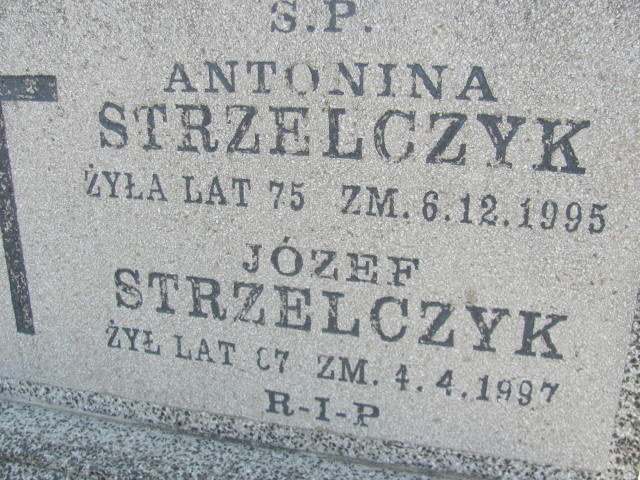 Ś.P.
ANTONINA
STRZELCZYK
ŻYŁA LAT 75 ZM. 6.12.1995
JÓZEF
STRZELCZYK
ŻYŁ LAT ZM. 4.4.1997
R-I-P